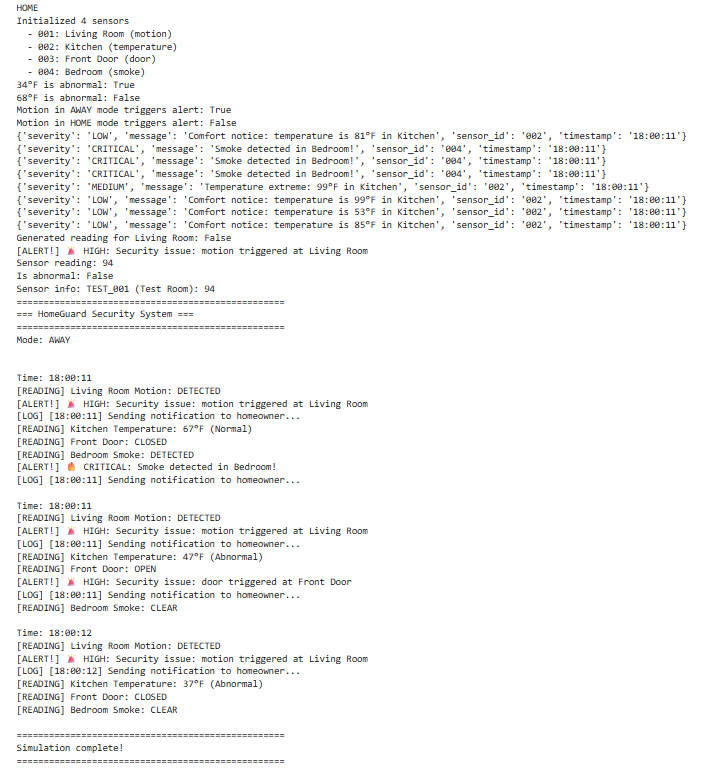 HOME
Initialized 4 sensors
  - 001: Living Room (motion)
  - 002: Kitchen (temperature)
  - 003: Front Door (door)
  - 004: Bedroom (smoke)
34°F is abnormal: True
68°F is abnormal: False
Motion in AWAY mode triggers alert: True
Motion in HOME mode triggers alert: False
{'severity': 'LOW', 'message': 'Comfort notice: temperature is 81°F in Kitchen', 'sensor_id': '002', 'timestamp': '18:00:11'}
{'severity': 'CRITICAL', 'message': 'Smoke detected in Bedroom!', 'sensor_id': '004', 'timestamp': '18:00:11'}
{'severity': 'CRITICAL', 'message': 'Smoke detected in Bedroom!', 'sensor_id': '004', 'timestamp': '18:00:11'}
{'severity': 'CRITICAL', 'message': 'Smoke detected in Bedroom!', 'sensor_id': '004', 'timestamp': '18:00:11'}
{'severity': 'MEDIUM', 'message': 'Temperature extreme: 99°F in Kitchen', 'sensor_id': '002', 'timestamp': '18:00:11'}
{'severity': 'LOW', 'message': 'Comfort notice: temperature is 99°F in Kitchen', 'sensor_id': '002', 'timestamp': '18:00:11'}
{'severity': 'LOW', 'message': 'Comfort notice: temperature is 53°F in Kitchen', 'sensor_id': '002', 'timestamp': '18:00:11'}
{'severity': 'LOW', 'message': 'Comfort notice: temperature is 85°F in Kitchen', 'sensor_id': '002', 'timestamp': '18:00:11'}
Generated reading for Living Room: False
[ALERT!] 🚨 HIGH: Security issue: motion triggered at Living Room
Sensor reading: 94
Is abnormal: False
Sensor info: TEST_001 (Test Room): 94
==================================================
=== HomeGuard Security System ===
==================================================
Mode: AWAY


Time: 18:00:11
[READING] Living Room Motion: DETECTED
[ALERT!] 🚨 HIGH: Security issue: motion triggered at Living Room
[LOG] [18:00:11] Sending notification to homeowner...
[READING] Kitchen Temperature: 67°F (Normal)
[READING] Front Door: CLOSED
[READING] Bedroom Smoke: DETECTED
[ALERT!] 🔥 CRITICAL: Smoke detected in Bedroom!
[LOG] [18:00:11] Sending notification to homeowner...

Time: 18:00:11
[READING] Living Room Motion: DETECTED
[ALERT!] 🚨 HIGH: Security issue: motion triggered at Living Room
[LOG] [18:00:11] Sending notification to homeowner...
[READING] Kitchen Temperature: 47°F (Abnormal)
[READING] Front Door: OPEN
[ALERT!] 🚨 HIGH: Security issue: door triggered at Front Door
[LOG] [18:00:11] Sending notification to homeowner...
[READING] Bedroom Smoke: CLEAR

Time: 18:00:12
[READING] Living Room Motion: DETECTED
[ALERT!] 🚨 HIGH: Security issue: motion triggered at Living Room
[LOG] [18:00:12] Sending notification to homeowner...
[READING] Kitchen Temperature: 37°F (Abnormal)
[READING] Front Door: CLOSED
[READING] Bedroom Smoke: CLEAR

==================================================
Simulation complete!
==================================================